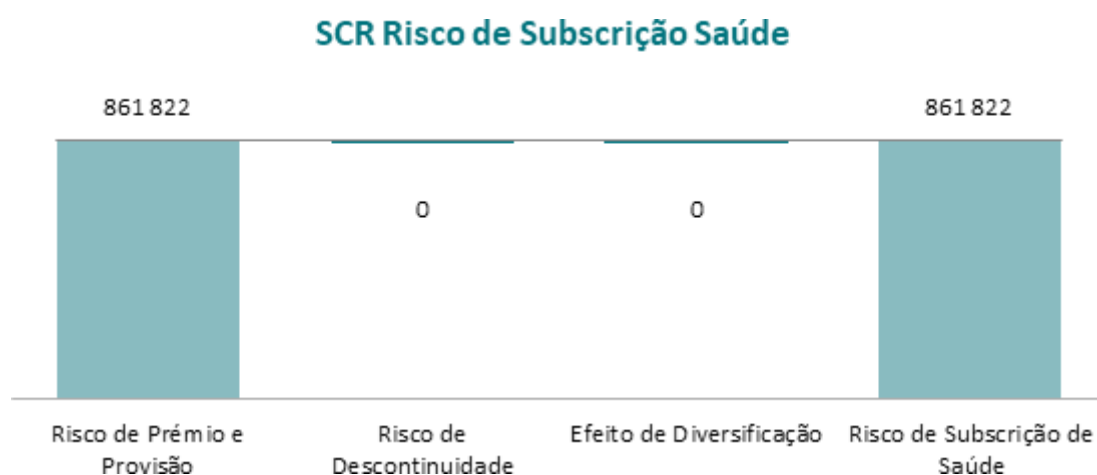 SCR Risco de Subscrição Saúde
861 822
861 822
0
0
Risco de Prémio e
Provisão
Risco de
Descontinuidade
Efeito de Diversificação
Risco de Subscrição de
Saúde